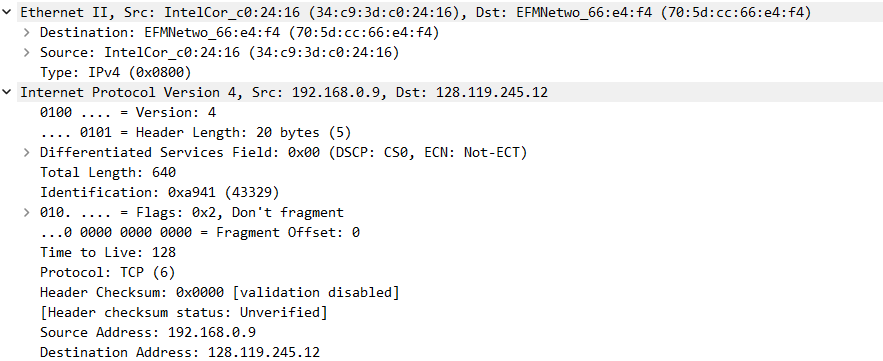 Ethernet II, Src: IntelCor_c0:24:16 (34:c9:3d:c0:24:16), Dst: EFMNetwo_66:e4:f4 (70:5d:cc:66:e4:f4)
Destination: EFMNetwo_66:e4:f4 (70:5d:cc:66:e4:f4)
Source: IntelCor_c0:24:16 (34:c9:3d:c0:24:16)
Type: IPv4 (0x0800)
Internet Protocol Version 4, Src: 192.168.0.9, Dst: 128.119.245.12
0100 .... = Version: 4
.... 0101 = Header Length: 20 bytes (5)
Differentiated Services Field: 0x00 (DSCP: CS0, ECN: Not-ECT)
Total Length: 640
Identification: 0xa941 (43329)
010. .... = Flags: 0x2, Don't fragment
...0 0000 0000 0000 = Fragment Offset: 0
Time to Live: 128
Protocol: TCP (6)
Header Checksum: 0x0000 [validation disabled]
[Header checksum status: Unverified]
Source Address: 192.168.0.9
Destination Address: 128.119.245.12